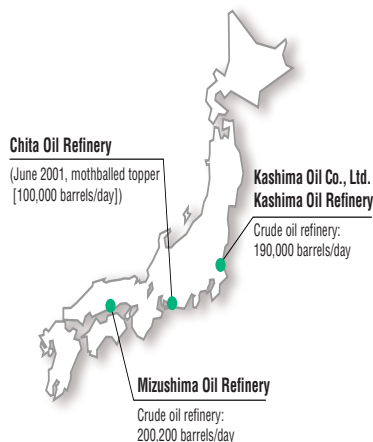 Chita Oil Refinery
(June 2001, mothballed topper
[100,000 barrels/day])
Kashima Oil Co., Ltd.
Kashima Oil Refinery
Crude oil refinery:
190,000 barrels/day
Mizushima Oil Refinery
Crude oil refinery:
200,200 barrels/day